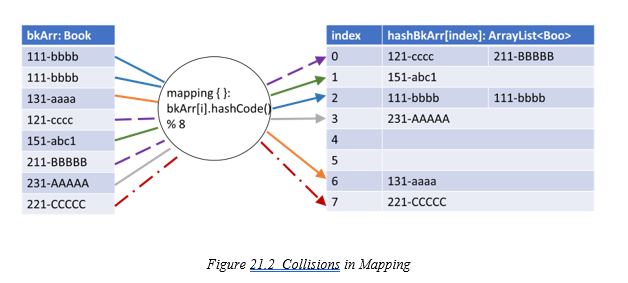 bkArr: Book
111-bbbb
111-bbbb
131-aaaa
121-cccc
151-abc1
211-BBBBB
231-AAAAA
221-CCCCC
mapping { }:
bkArr[i].hashCode()
% 8
index hashBkArr[index]: ArrayList<Boo>
0 121-cccc 211-BBBBB
1 151-abc1
2 111-bbbb 111-bbbb
3 231-AAAAA
4
5
6 131-aaaa
7 221-CCCCC
Figure 21.2 Collisions in Mapping